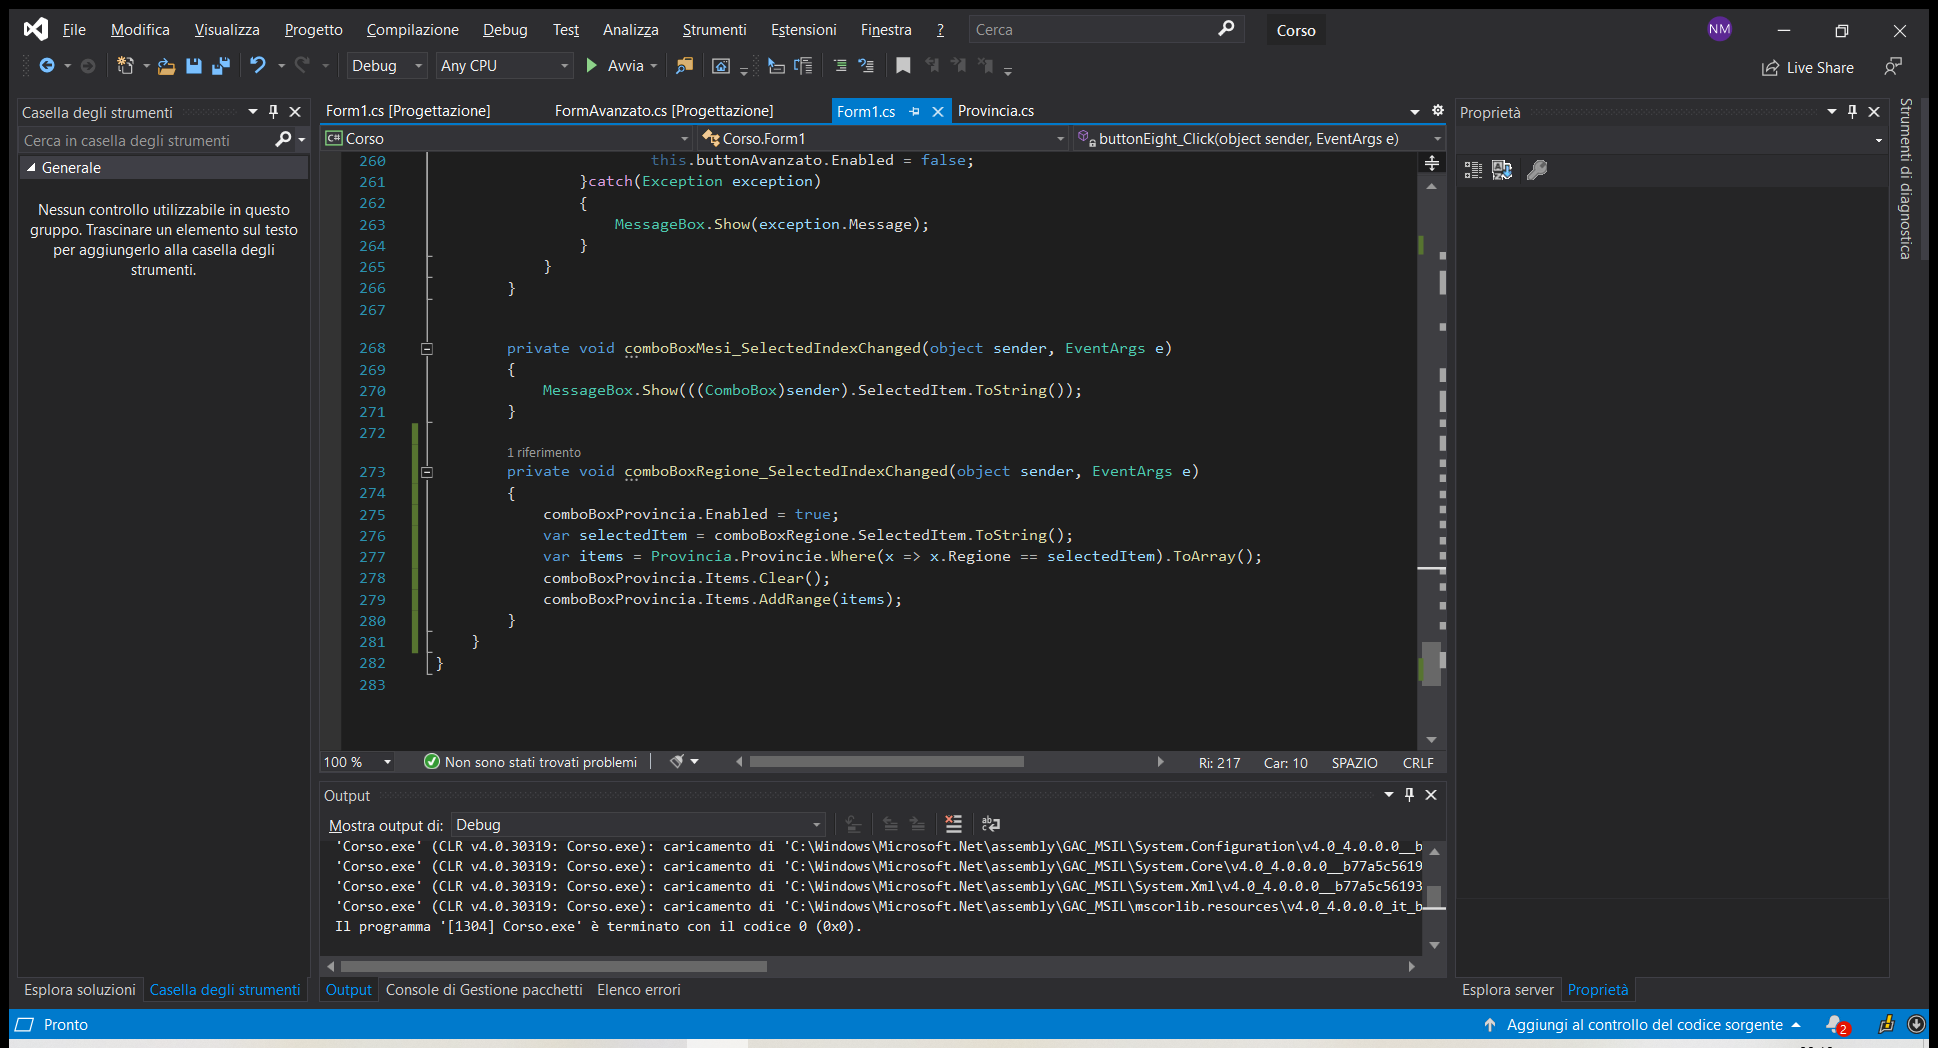 File Modifica Visualizza Progetto Compilazione Debug Test Analizza Strumenti Estensioni Finestra ? Cerca Corso NM
Debug Any CPU Avvia Live Share
Casella degli strumenti
Cerca in casella degli strumenti
Generale
Nessun controllo utilizzabile in questo
gruppo. Trascinare un elemento sul testo
per aggiungerlo alla casella degli
strumenti.
Form1.cs [Progettazione] FormAvanzato.cs [Progettazione] Form1.cs Provincia.cs
C# Corso Corso.Form1 buttonEight_Click(object sender, EventArgs e)
260 this.buttonAvanzato.Enabled = false;
261 }catch(Exception exception)
262 {
263 MessageBox.Show(exception.Message);
264 }
265 }
266 }
267
268 private void comboBoxMesi_SelectedIndexChanged(object sender, EventArgs e)
269 {
270 MessageBox.Show(((ComboBox)sender).SelectedItem.ToString());
271 }
272
1 riferimento
273 private void comboBoxRegione_SelectedIndexChanged(object sender, EventArgs e)
274 {
275 comboBoxProvincia.Enabled = true;
276 var selectedItem = comboBoxRegione.SelectedItem.ToString();
277 var items = Provincia.Provincie.Where(x => x.Regione == selectedItem).ToArray();
278 comboBoxProvincia.Items.Clear();
279 comboBoxProvincia.Items.AddRange(items);
280 }
281 }
282 }
283
100 % Non sono stati trovati problemi Ri: 217 Car: 10 SPAZIO CRLF
Output
Mostra output di: Debug
'Corso.exe' (CLR v4.0.30319: Corso.exe): caricamento di 'C:\Windows\Microsoft.Net\assembly\GAC_MSIL\System.Configuration\v4.0_4.0.0.0__b
'Corso.exe' (CLR v4.0.30319: Corso.exe): caricamento di 'C:\Windows\Microsoft.Net\assembly\GAC_MSIL\System.Core\v4.0_4.0.0.0__b77a5c5619
'Corso.exe' (CLR v4.0.30319: Corso.exe): caricamento di 'C:\Windows\Microsoft.Net\assembly\GAC_MSIL\System.Xml\v4.0_4.0.0.0__b77a5c56193
'Corso.exe' (CLR v4.0.30319: Corso.exe): caricamento di 'C:\Windows\Microsoft.Net\assembly\GAC_MSIL\mscorlib.resources\v4.0_4.0.0.0_it_b
Il programma '[1304] Corso.exe' è terminato con il codice 0 (0x0).
Proprietà
Strumenti di diagnostica
Esplora soluzioni Casella degli strumenti Output Console di Gestione pacchetti Elenco errori Esplora server Proprietà
Pronto Aggiungi al controllo del codice sorgente 2